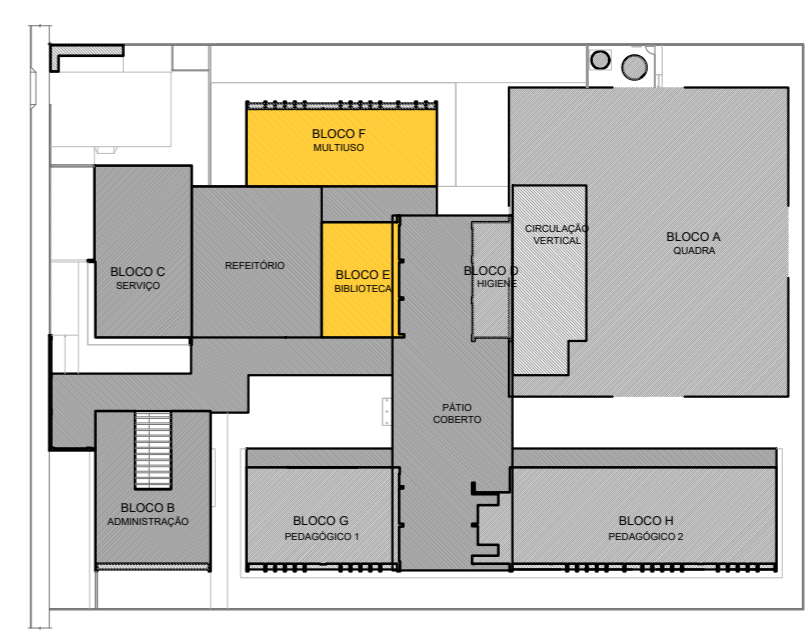 BLOCO F
MULTIUSO
CIRCULAÇÃO
VERTICAL
BLOCO A
QUADRA
BLOCO C
SERVIÇO
REFEITÓRIO
BLOCO E
BIBLIOTECA
BLOCO D
HIGIENE
PÁTIO
COBERTO
BLOCO B
ADMINISTRAÇÃO
BLOCO G
PEDAGÓGICO 1
BLOCO H
PEDAGÓGICO 2